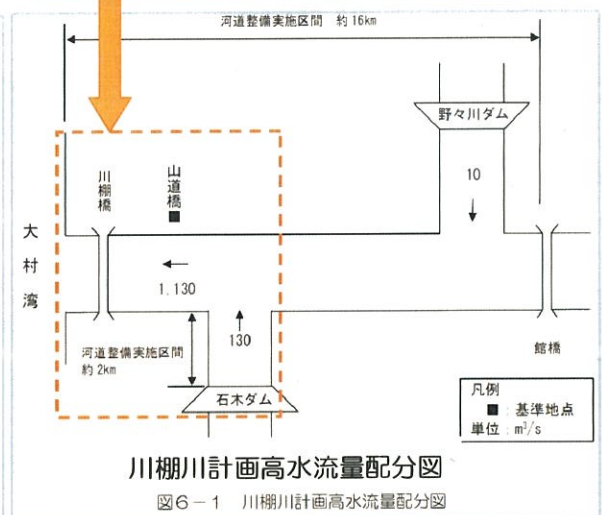 河道整備実施区間 約16km
野々川ダム
川棚橋
山道橋
■
10
↓
大村湾
←
1.130
↑
130
河道整備実施区間
約2km
館橋
石木ダム
凡例
■：基準地点
単位：m³/s
川棚川計画高水流量配分図
図6－1 川棚川計画高水流量配分図